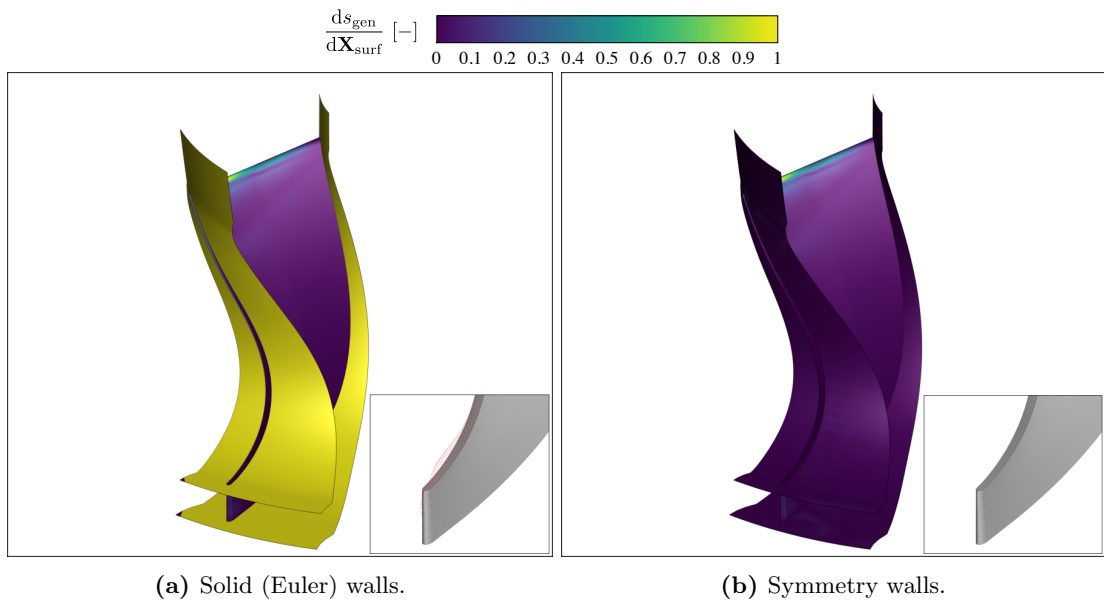 ds_gen / dX_surf [−]
0 0.1 0.2 0.3 0.4 0.5 0.6 0.7 0.8 0.9 1
(a) Solid (Euler) walls.
(b) Symmetry walls.